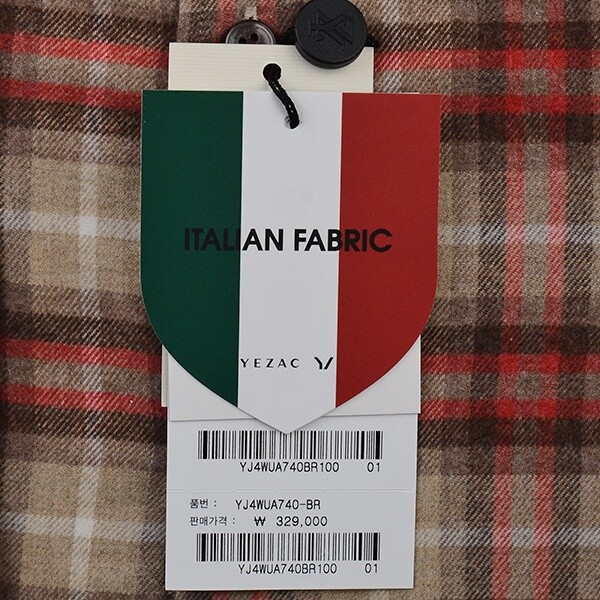 ITALIAN FABRIC
YEZAC
YJ4WUA740BR100 01
품번 : YJ4WUA740-BR
판매가격 : ₩ 329,000
YJ4WUA740BR100 01